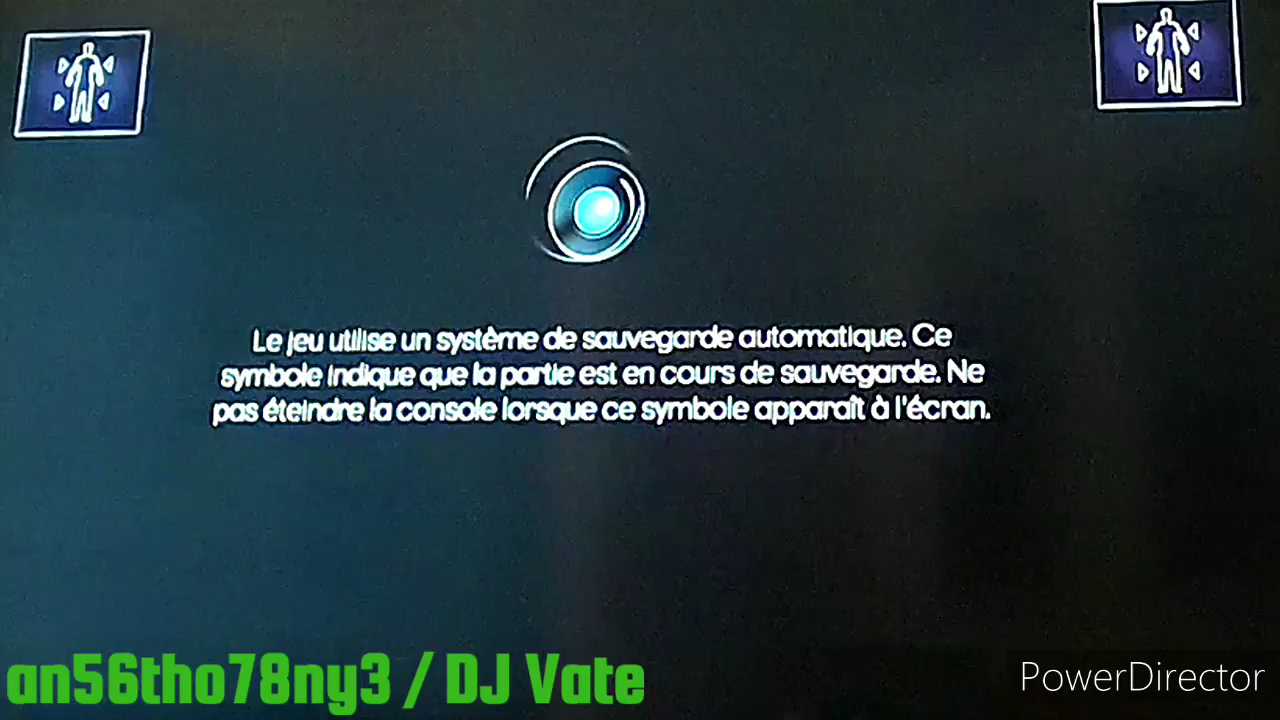 Le jeu utilise un système de sauvegarde automatique. Ce
symbole indique que la partie est en cours de sauvegarde. Ne
pas éteindre la console lorsque ce symbole apparaît à l'écran.
an56tho78ny3 / DJ Vate
PowerDirector